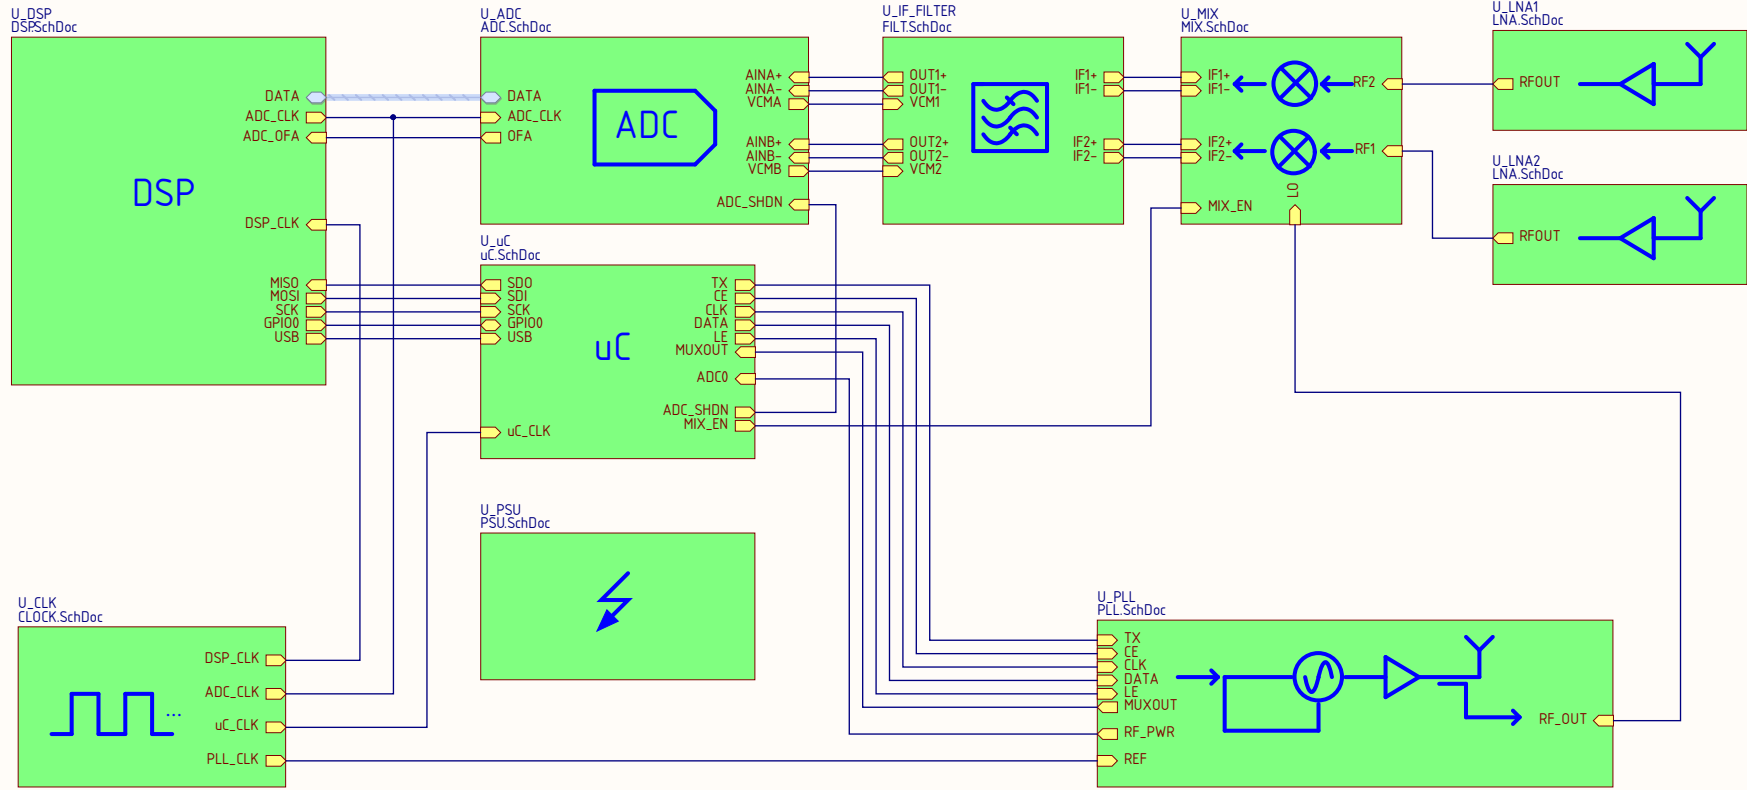 U_DSP
DSP.SchDoc
DATA
ADC_CLK
ADC_OFA
DSP
DSP_CLK
MISO
MOSI
SCK
GPIO0
USB
U_ADC
ADC.SchDoc
DATA
ADC_CLK
OFA
ADC
AINA+
AINA-
VCMA
AINB+
AINB-
VCMB
ADC_SHDN
U_IF_FILTER
FILT.SchDoc
OUT1+
OUT1-
VCM1
OUT2+
OUT2-
VCM2
IF1+
IF1-
IF2+
IF2-
U_MIX
MIX.SchDoc
IF1+
IF1-
IF2+
IF2-
MIX_EN
RF2
RF1
LO
U_LNA1
LNA.SchDoc
RFOUT
U_LNA2
LNA.SchDoc
RFOUT
U_uC
uC.SchDoc
SDO
SDI
SCK
GPIO0
USB
uC_CLK
uC
TX
CE
CLK
DATA
LE
MUXOUT
ADC0
ADC_SHDN
MIX_EN
U_PSU
PSU.SchDoc
U_CLK
CLOCK.SchDoc
DSP_CLK
ADC_CLK
uC_CLK
PLL_CLK
...
U_PLL
PLL.SchDoc
TX
CE
CLK
DATA
LE
MUXOUT
RF_PWR
REF
RF_OUT